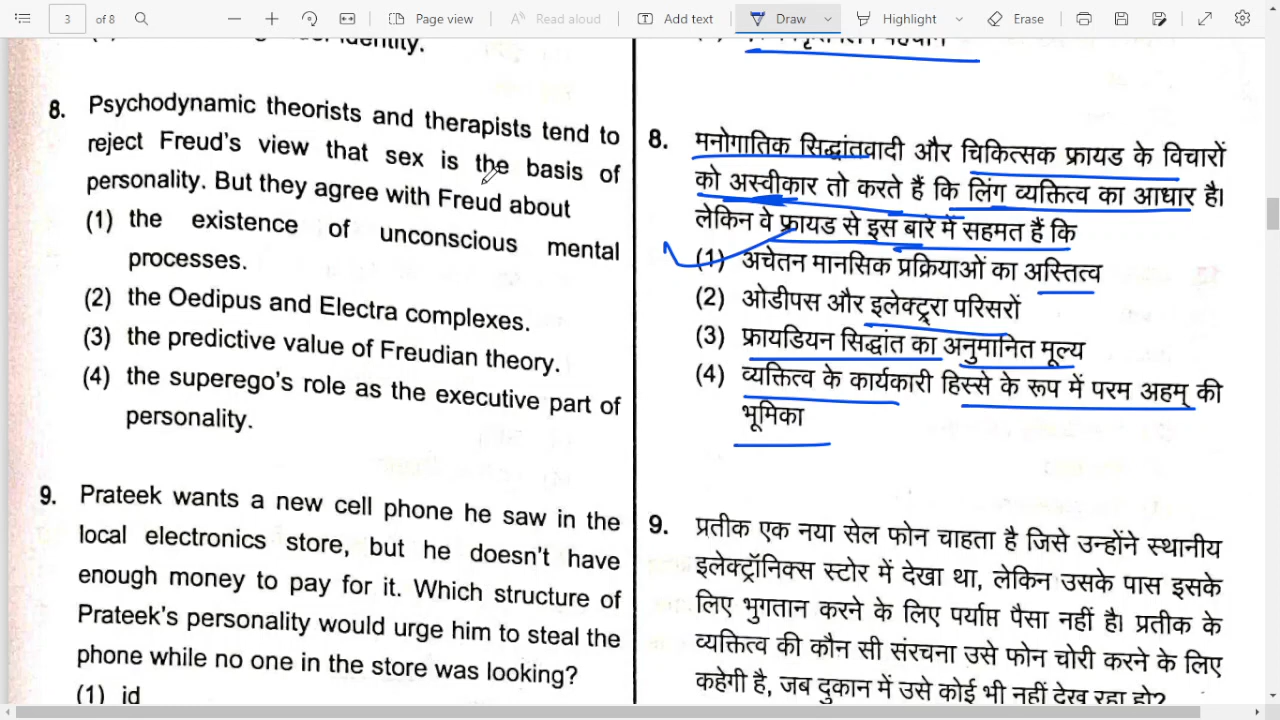 3 of 8
Page view
Read aloud
Add text
Draw
Highlight
Erase
identity.
8. Psychodynamic theorists and therapists tend to
reject Freud's view that sex is the basis of
personality. But they agree with Freud about
(1) the existence of unconscious mental
processes.
(2) the Oedipus and Electra complexes.
(3) the predictive value of Freudian theory.
(4) the superego's role as the executive part of
personality.
9. Prateek wants a new cell phone he saw in the
local electronics store, but he doesn't have
enough money to pay for it. Which structure of
Prateek's personality would urge him to steal the
phone while no one in the store was looking?
(1) id
8. मनोगातिक सिद्धांतवादी और चिकित्सक फ्रायड के विचारों
को अस्वीकार तो करते हैं कि लिंग व्यक्तित्व का आधार है।
लेकिन वे फ्रायड से इस बारे में सहमत हैं कि
(1) अचेतन मानसिक प्रक्रियाओं का अस्तित्व
(2) ओडीपस और इलेक्ट्र्रा परिसरों
(3) फ्रायडियन सिद्धांत का अनुमानित मूल्य
(4) व्यक्तित्व के कार्यकारी हिस्से के रूप में परम अहम् की
भूमिका
9. प्रतीक एक नया सेल फोन चाहता है जिसे उन्होंने स्थानीय
इलेक्ट्रॉनिक्स स्टोर में देखा था, लेकिन उसके पास इसके
लिए भुगतान करने के लिए पर्याप्त पैसा नहीं है। प्रतीक के
व्यक्तित्व की कौन सी संरचना उसे फोन चोरी करने के लिए
कहेगी है, जब दुकान में उसे कोई भी नहीं देख रहा हो?